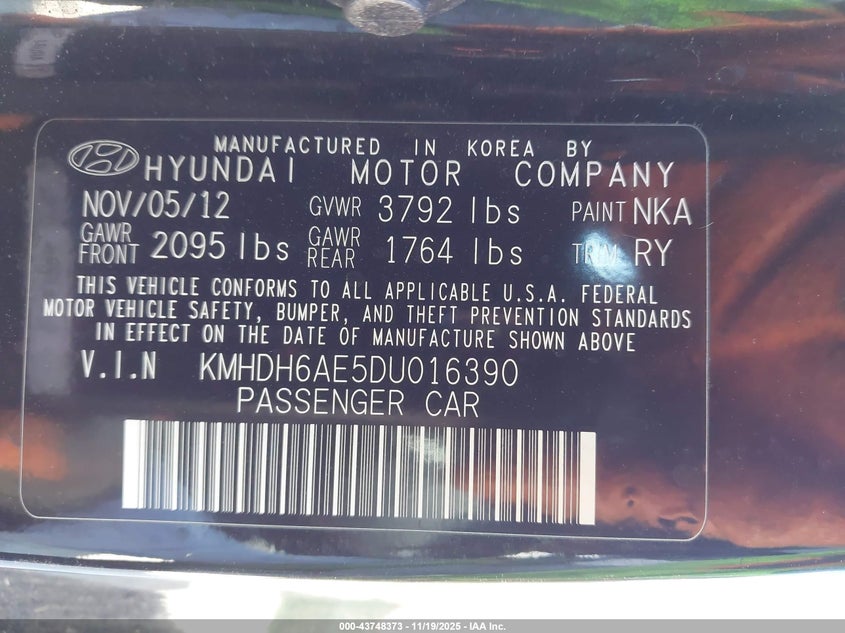 MANUFACTURED IN KOREA BY
HYUNDAI MOTOR COMPANY
NOV/05/12 GVWR 3792 lbs PAINT NKA
GAWR FRONT 2095 lbs GAWR REAR 1764 lbs TRIM RY
THIS VEHICLE CONFORMS TO ALL APPLICABLE U.S.A. FEDERAL
MOTOR VEHICLE SAFETY, BUMPER, AND THEFT PREVENTION STANDARDS
IN EFFECT ON THE DATE OF MANUFACTURE SHOWN ABOVE
V.I.N KMHDH6AE5DU016390
PASSENGER CAR
000-43748373 - 11/19/2025 - IAA Inc.